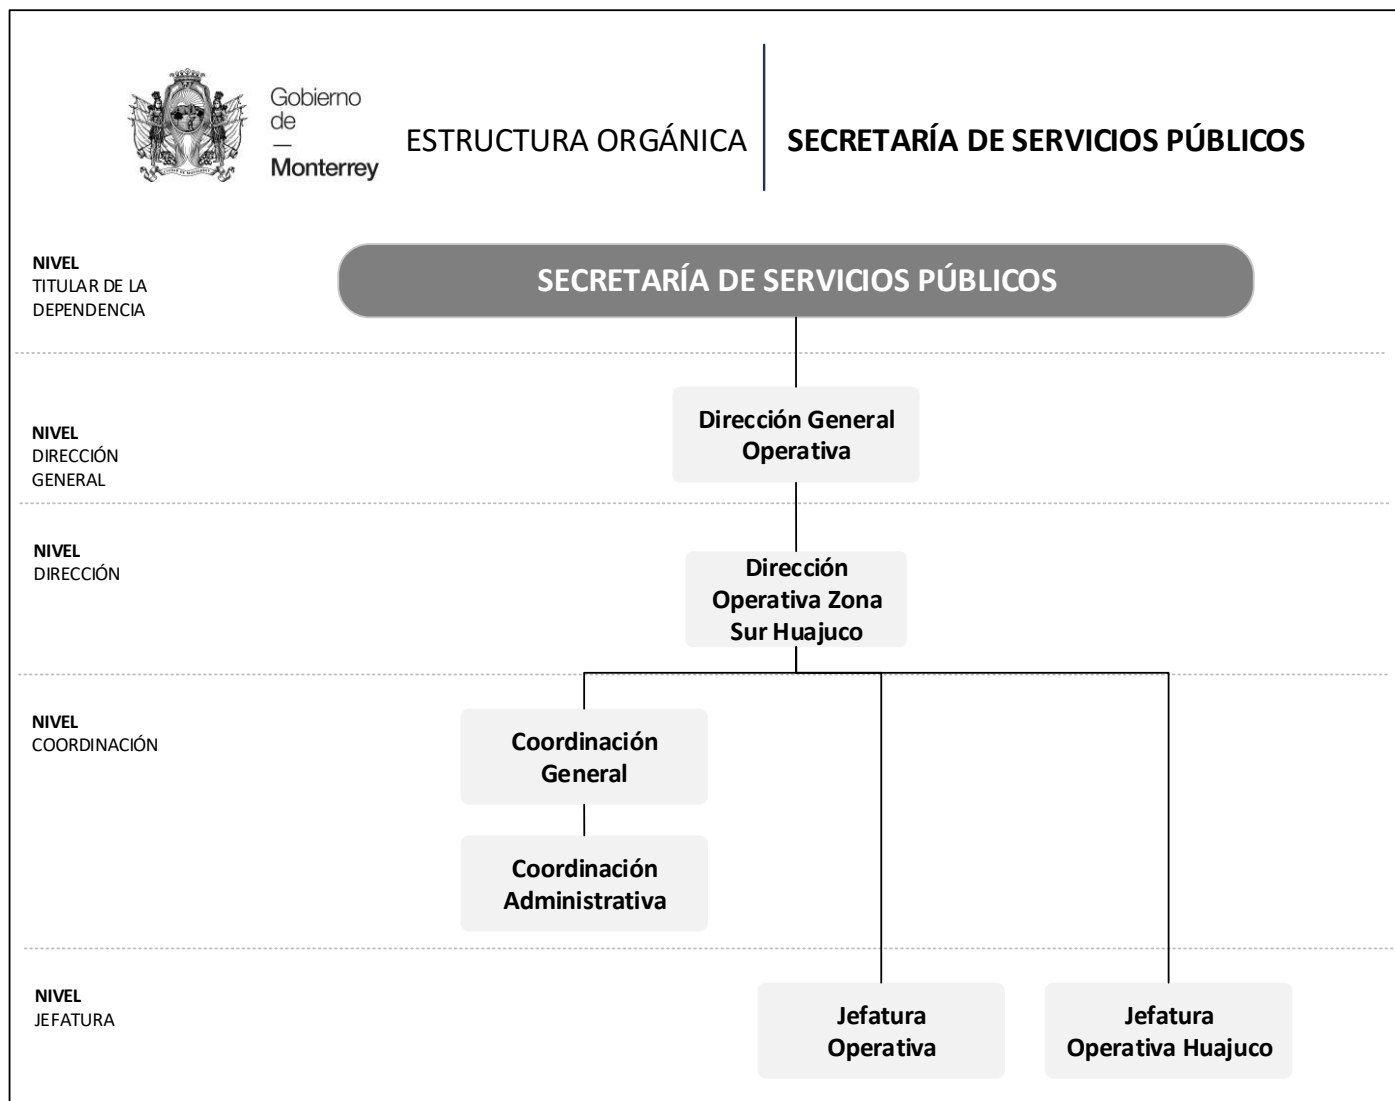 Gobierno
de
—
Monterrey
ESTRUCTURA ORGÁNICA
SECRETARÍA DE SERVICIOS PÚBLICOS
NIVEL
TITULAR DE LA
DEPENDENCIA
SECRETARÍA DE SERVICIOS PÚBLICOS
NIVEL
DIRECCIÓN
GENERAL
Dirección General
Operativa
NIVEL
DIRECCIÓN
Dirección
Operativa Zona
Sur Huajuco
NIVEL
COORDINACIÓN
Coordinación
General
Coordinación
Administrativa
NIVEL
JEFATURA
Jefatura
Operativa
Jefatura
Operativa Huajuco